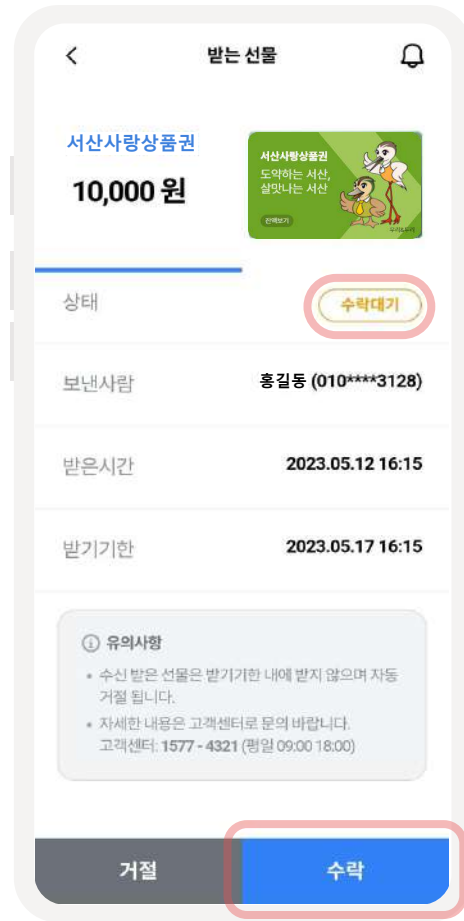 받는 선물
서산사랑상품권
10,000 원
서산사랑상품권
도약하는 서산,
살맛나는 서산
잔액보기
상태
수락대기
보낸사람
홍길동 (010****3128)
받은시간
2023.05.12 16:15
받기기한
2023.05.17 16:15
유의사항
• 수신 받은 선물은 받기기한 내에 받지 않으며 자동
거절 됩니다.
• 자세한 내용은 고객센터로 문의 바랍니다.
고객센터: 1577 - 4321 (평일 09:00 18:00)
거절
수락